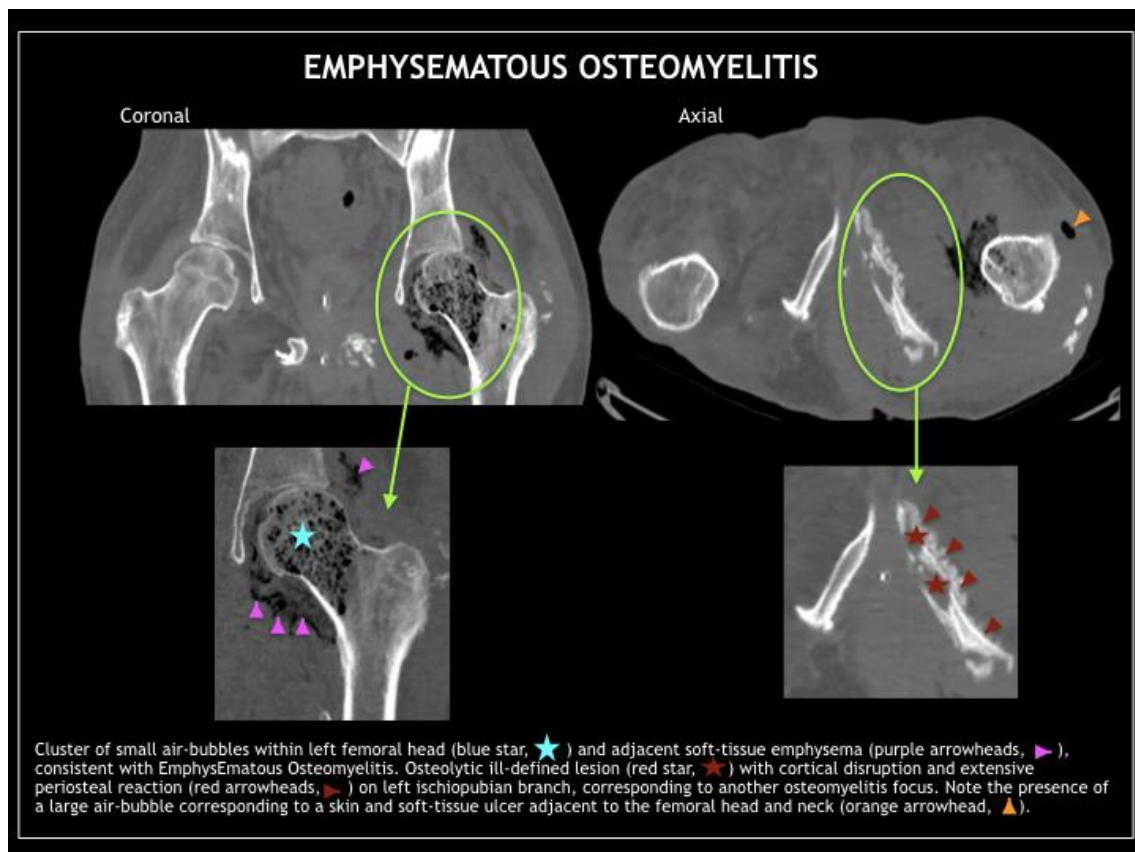 EMPHYSEMATOUS OSTEOMYELITIS
Coronal
Axial
Cluster of small air-bubbles within left femoral head (blue star, ) and adjacent soft-tissue emphysema (purple arrowheads, ),
consistent with EmphysEmatous Osteomyelitis. Osteolytic ill-defined lesion (red star, ) with cortical disruption and extensive
periosteal reaction (red arrowheads, ) on left ischiopubian branch, corresponding to another osteomyelitis focus. Note the presence of
a large air-bubble corresponding to a skin and soft-tissue ulcer adjacent to the femoral head and neck (orange arrowhead, ).